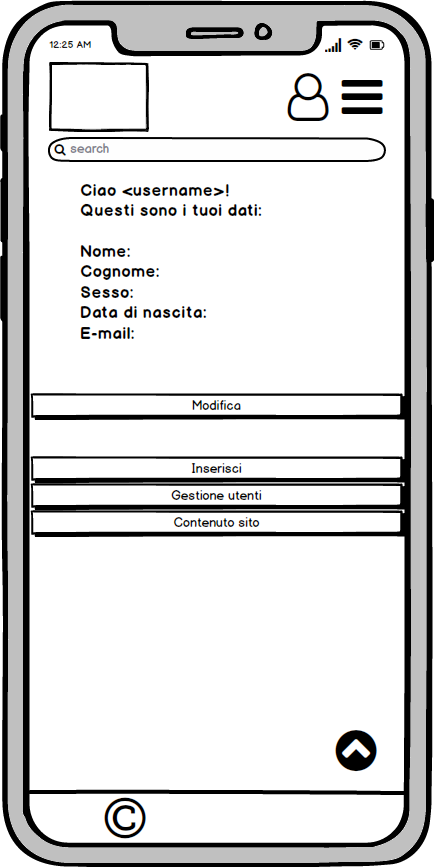 12:25 AM
search
Ciao <username>!
Questi sono i tuoi dati:
Nome:
Cognome:
Sesso:
Data di nascita:
E-mail:
Modifica
Inserisci
Gestione utenti
Contenuto sito
©